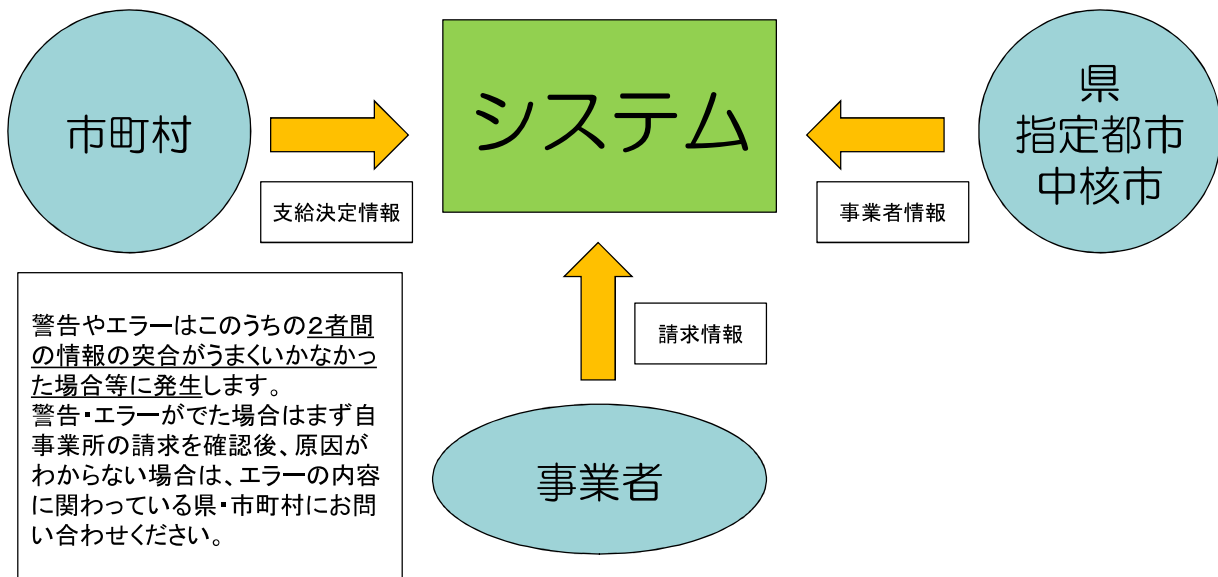 市町村
システム
県
指定都市
中核市
支給決定情報
事業者情報
警告やエラーはこのうちの２者間
の情報の突合がうまくいかなかっ
た場合等に発生します。
警告・エラーがでた場合はまず自
事業所の請求を確認後、原因が
わからない場合は、エラーの内容
に関わっている県・市町村にお問
い合わせください。
請求情報
事業者